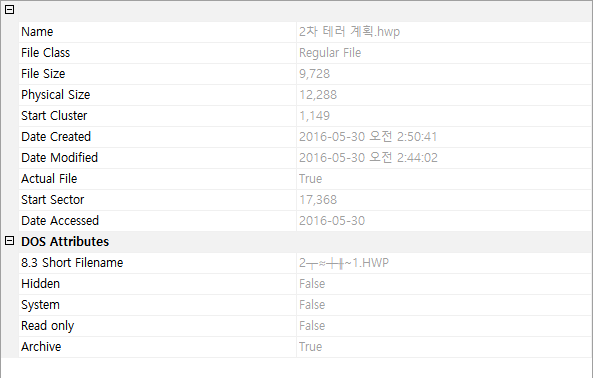 Name 2차 테러 계획.hwp
File Class Regular File
File Size 9,728
Physical Size 12,288
Start Cluster 1,149
Date Created 2016-05-30 오전 2:50:41
Date Modified 2016-05-30 오전 2:44:02
Actual File True
Start Sector 17,368
Date Accessed 2016-05-30
DOS Attributes
8.3 Short Filename 2┬≈┼╫~1.HWP
Hidden False
System False
Read only False
Archive True